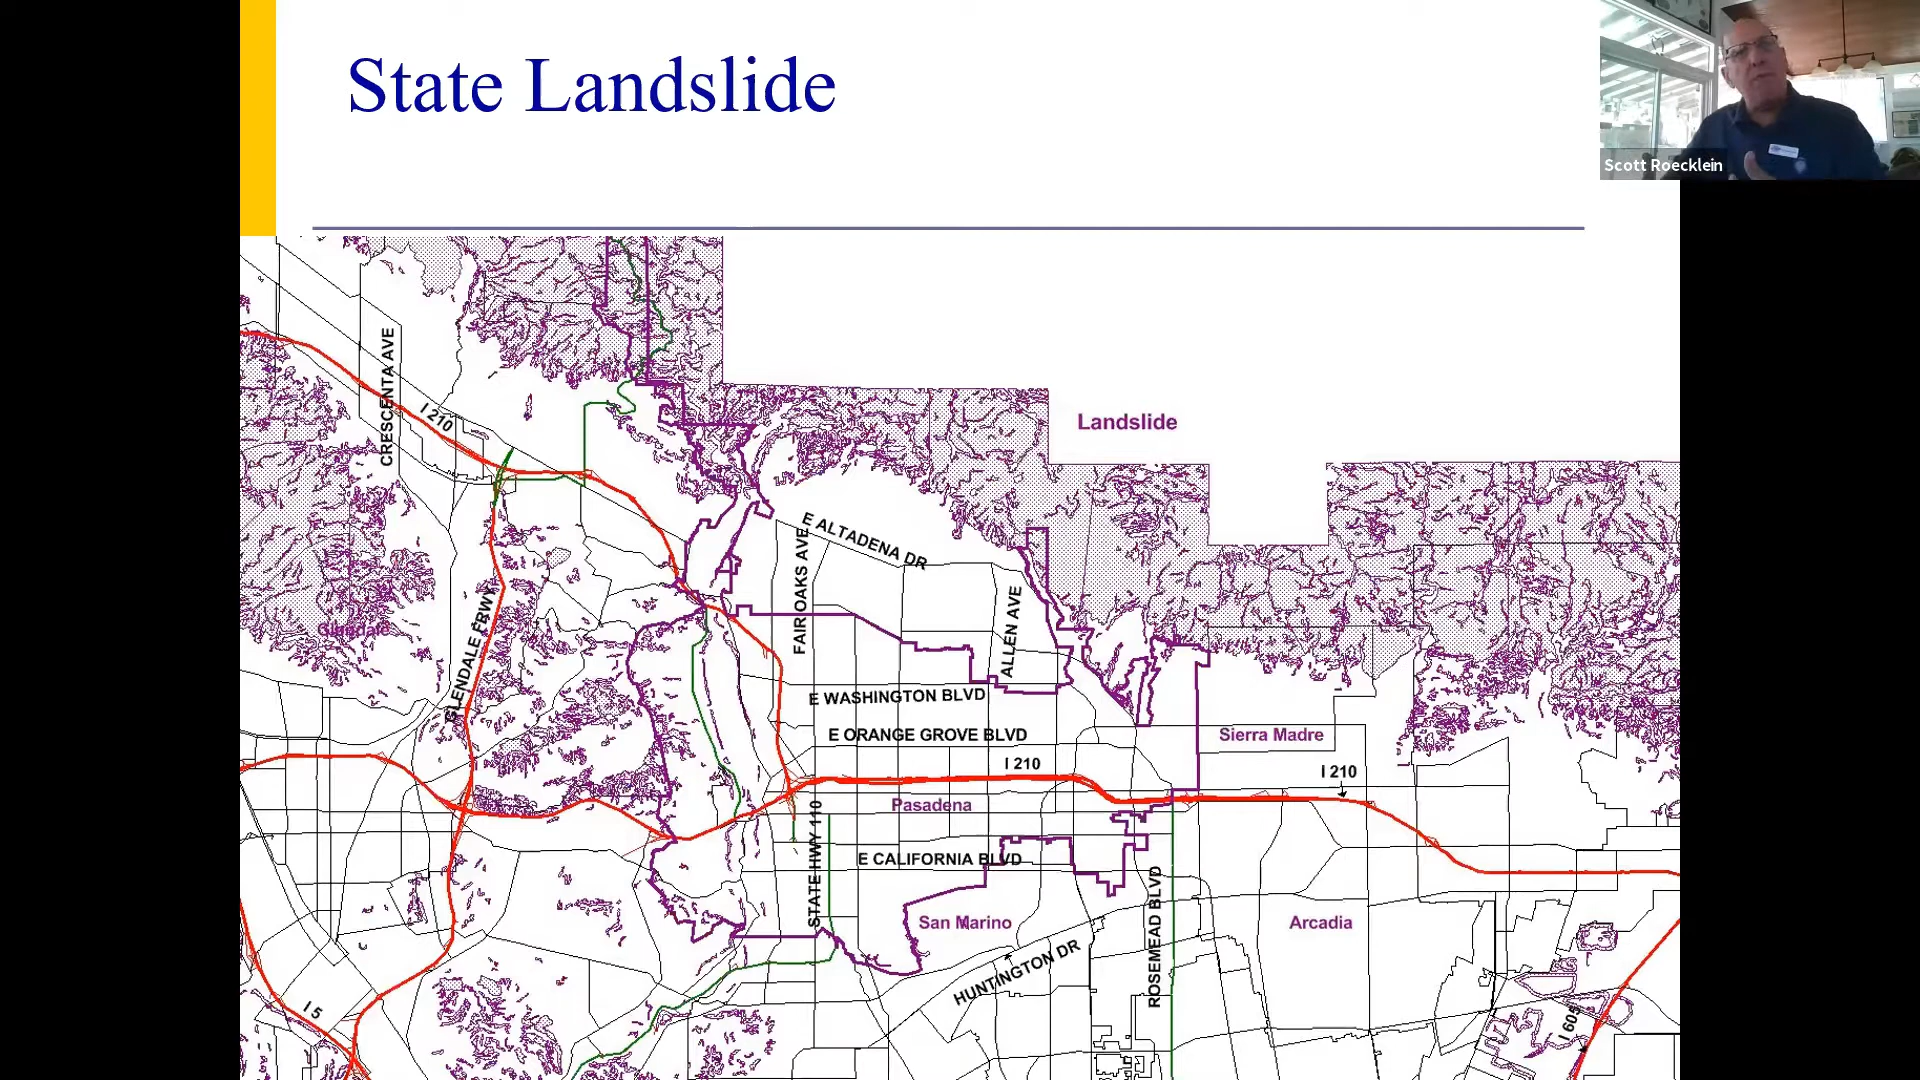 State Landslide
Scott Roecklein
CRESCENTA AVE
I 210
Landslide
E ALTADENA DR
FAIR OAKS AVE
ALLEN AVE
Glendale
GLENDALE FRWY
E WASHINGTON BLVD
E ORANGE GROVE BLVD
Sierra Madre
I 210
I 210
Pasadena
STATE HWY 110
E CALIFORNIA BLVD
ROSEMEAD BLVD
San Marino
Arcadia
HUNTINGTON DR
I 5
I 605